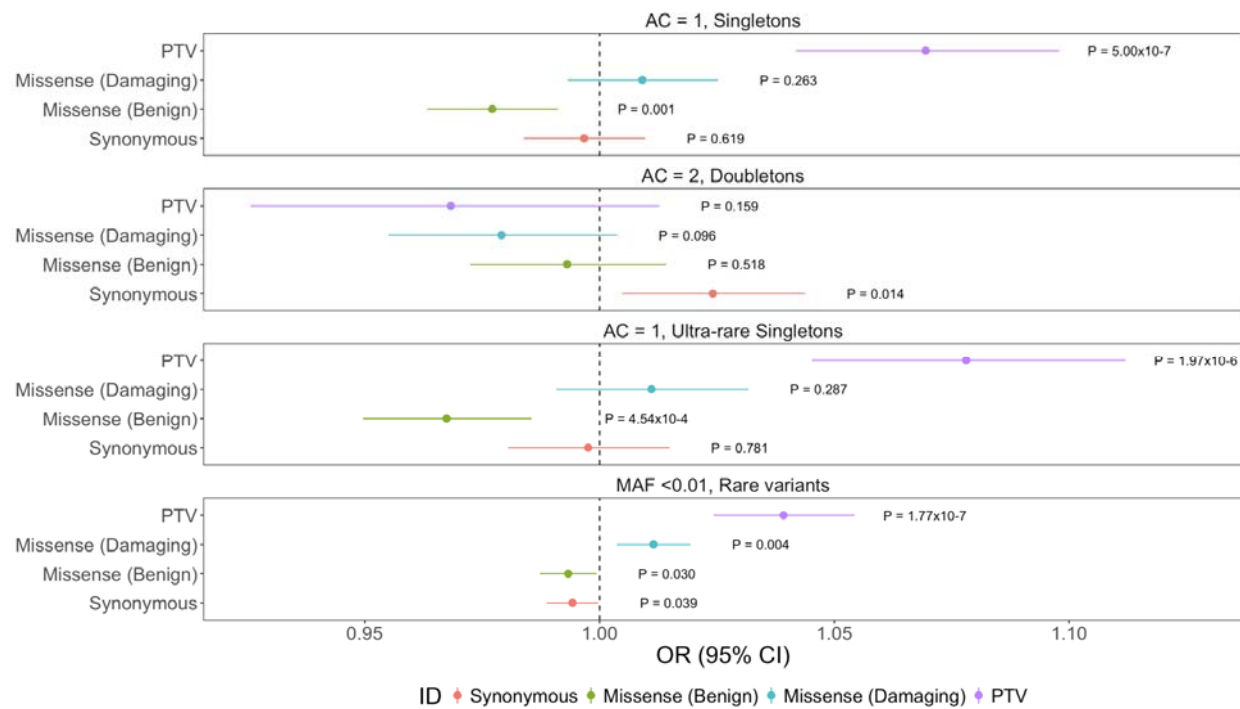 AC = 1, Singletons
PTV P = 5.00x10-7
Missense (Damaging) P = 0.263
Missense (Benign) P = 0.001
Synonymous P = 0.619
AC = 2, Doubletons
PTV P = 0.159
Missense (Damaging) P = 0.096
Missense (Benign) P = 0.518
Synonymous P = 0.014
AC = 1, Ultra-rare Singletons
PTV P = 1.97x10-6
Missense (Damaging) P = 0.287
Missense (Benign) P = 4.54x10-4
Synonymous P = 0.781
MAF <0.01, Rare variants
PTV P = 1.77x10-7
Missense (Damaging) P = 0.004
Missense (Benign) P = 0.030
Synonymous P = 0.039
0.95 1.00 1.05 1.10
OR (95% CI)
ID Synonymous Missense (Benign) Missense (Damaging) PTV